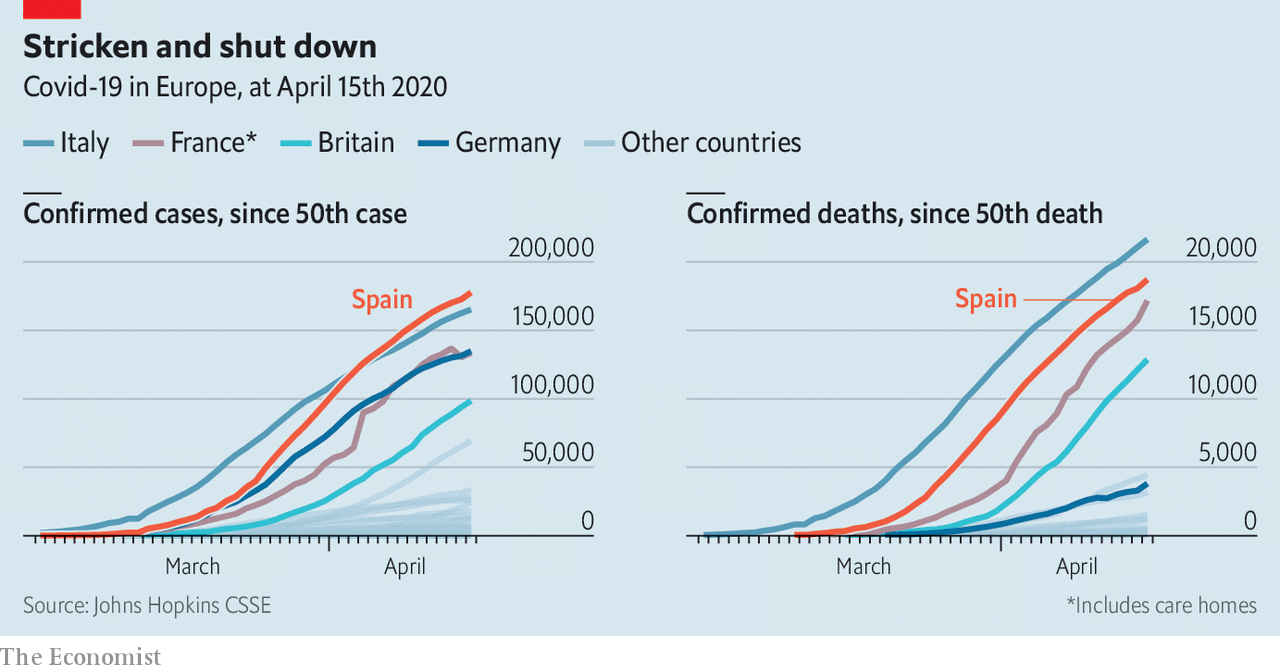 Stricken and shut down
Covid-19 in Europe, at April 15th 2020
Italy France* Britain Germany Other countries
Confirmed cases, since 50th case
200,000
150,000
100,000
50,000
0
Spain
March April
Confirmed deaths, since 50th death
20,000
15,000
10,000
5,000
0
Spain
March April
Source: Johns Hopkins CSSE
*Includes care homes
The Economist